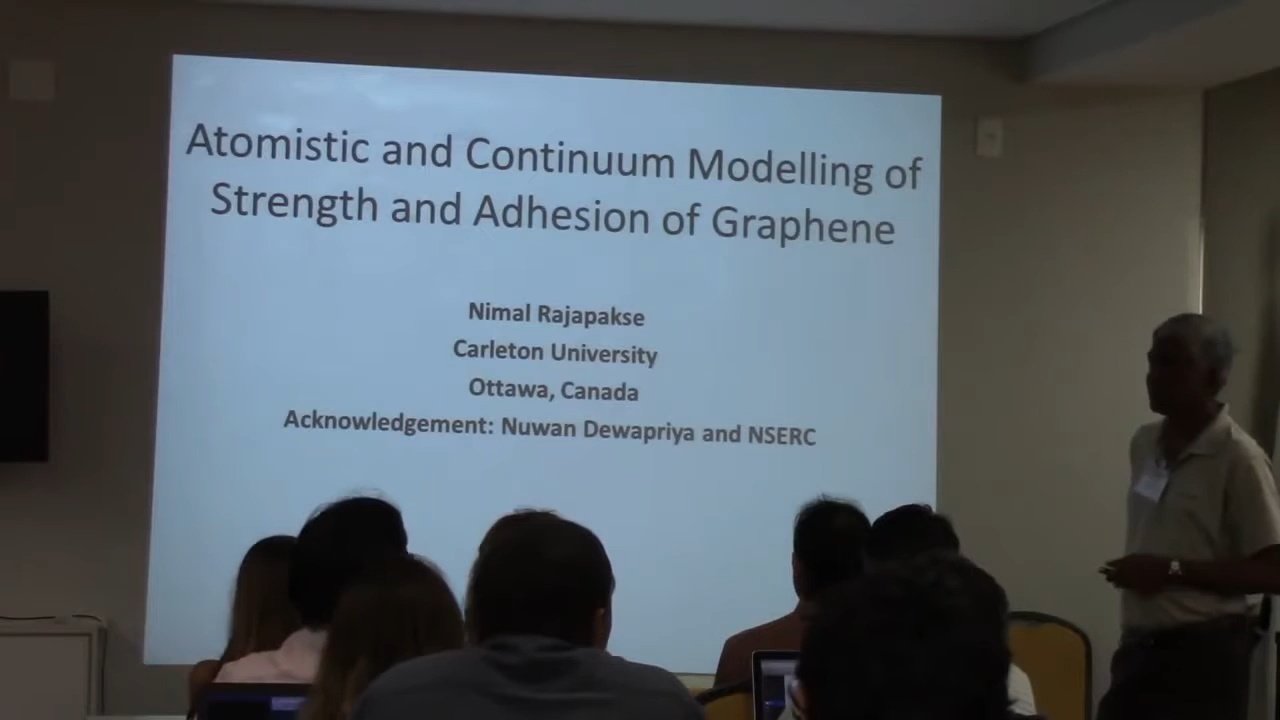 Atomistic and Continuum Modelling of
Strength and Adhesion of Graphene
Nimal Rajapakse
Carleton University
Ottawa, Canada
Acknowledgement: Nuwan Dewapriya and NSERC